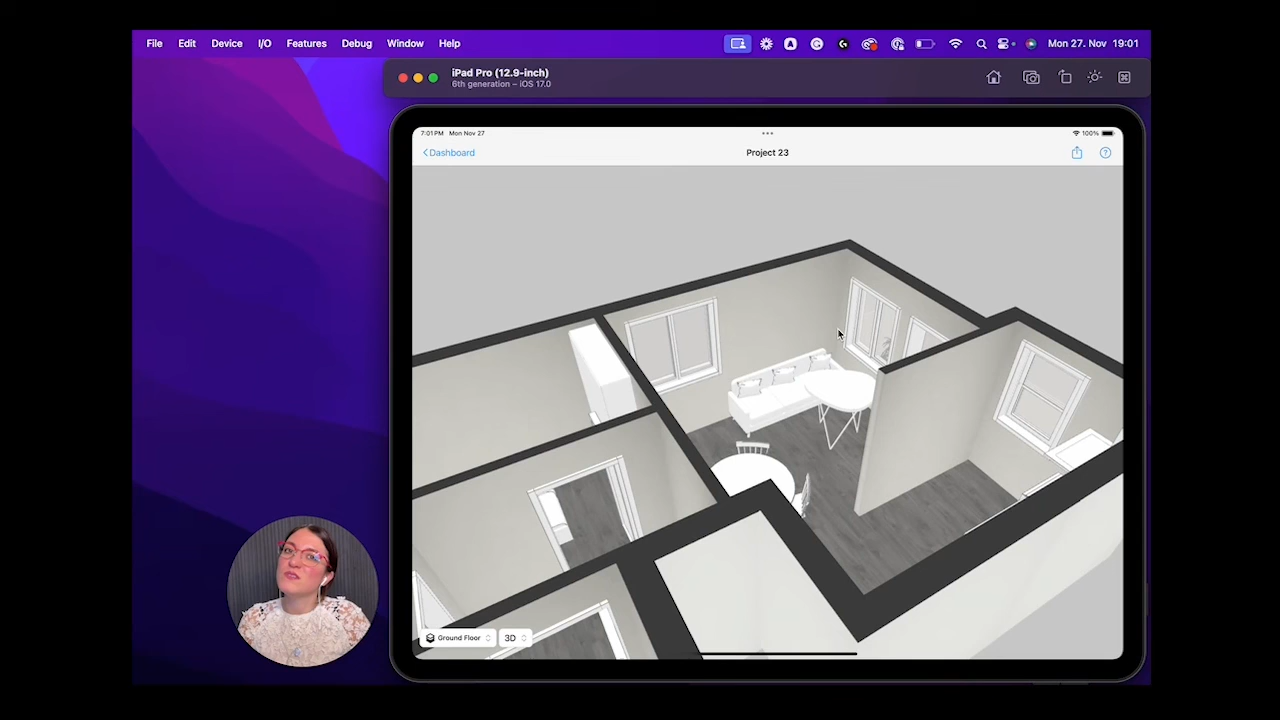 File Edit Device I/O Features Debug Window Help Mon 27. Nov 19:01
iPad Pro (12.9-inch)
6th generation – iOS 17.0
7:01 PM Mon Nov 27 100%
Dashboard Project 23
Ground Floor 3D